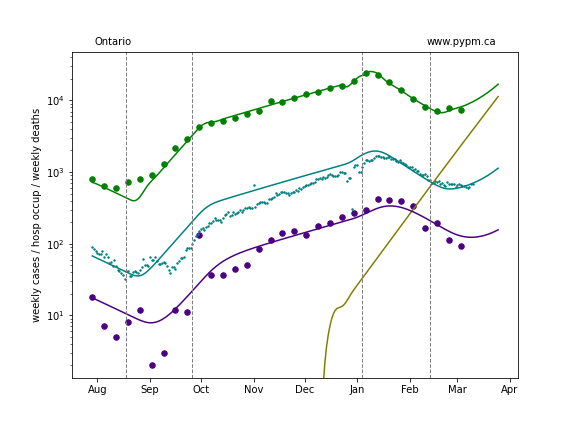 Ontario www.pypm.ca
weekly cases / hosp occup / weekly deaths
10⁴
10³
10²
10¹
Aug Sep Oct Nov Dec Jan Feb Mar Apr